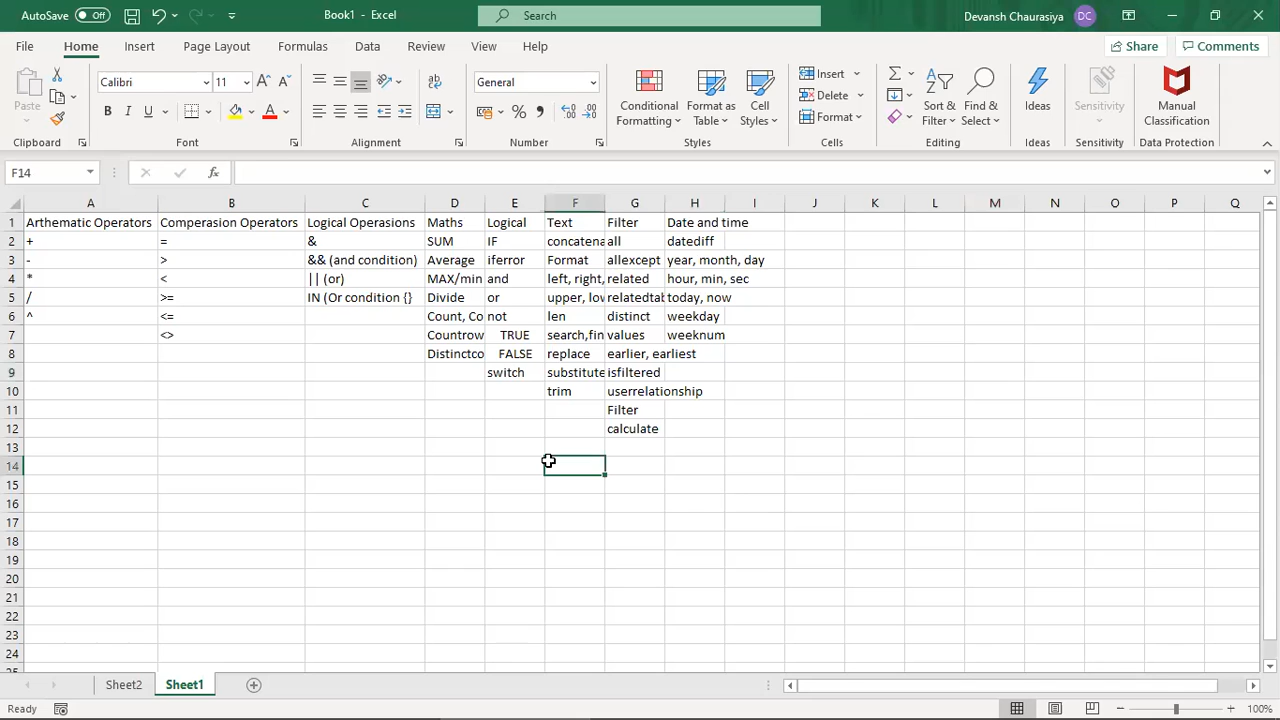 AutoSave Off Book1 - Excel Search Devansh Chaurasiya DC
File Home Insert Page Layout Formulas Data Review View Help Share Comments
Paste Calibri 11 A A B I U A ab General $ % 9 .00 Conditional Formatting Format as Table Cell Styles Insert Delete Format Sort & Filter Find & Select Ideas Sensitivity Manual Classification
Clipboard Font Alignment Number Styles Cells Editing Ideas Sensitivity Data Protection
F14 fx
A B C D E F G H I J K L M N O P Q
1 Arthematic Operators Comperasion Operators Logical Operasions Maths Logical Text Filter Date and time
2 + = & SUM IF concatena all datediff
3 - > && (and condition) Average iferror Format allexcept year, month, day
4 * < || (or) MAX/min and left, right, related hour, min, sec
5 / >= IN (Or condition {} Divide or upper, low relatedtab today, now
6 ^ <= Count, Co not len distinct weekday
7 <> Countrow TRUE search,fin values weeknum
8 Distinctco FALSE replace earlier, earliest
9 switch substitute isfiltered
10 trim userrelationship
11 Filter
12 calculate
13
14
15
16
17
18
19
20
21
22
23
24
Sheet2 Sheet1
Ready 100%